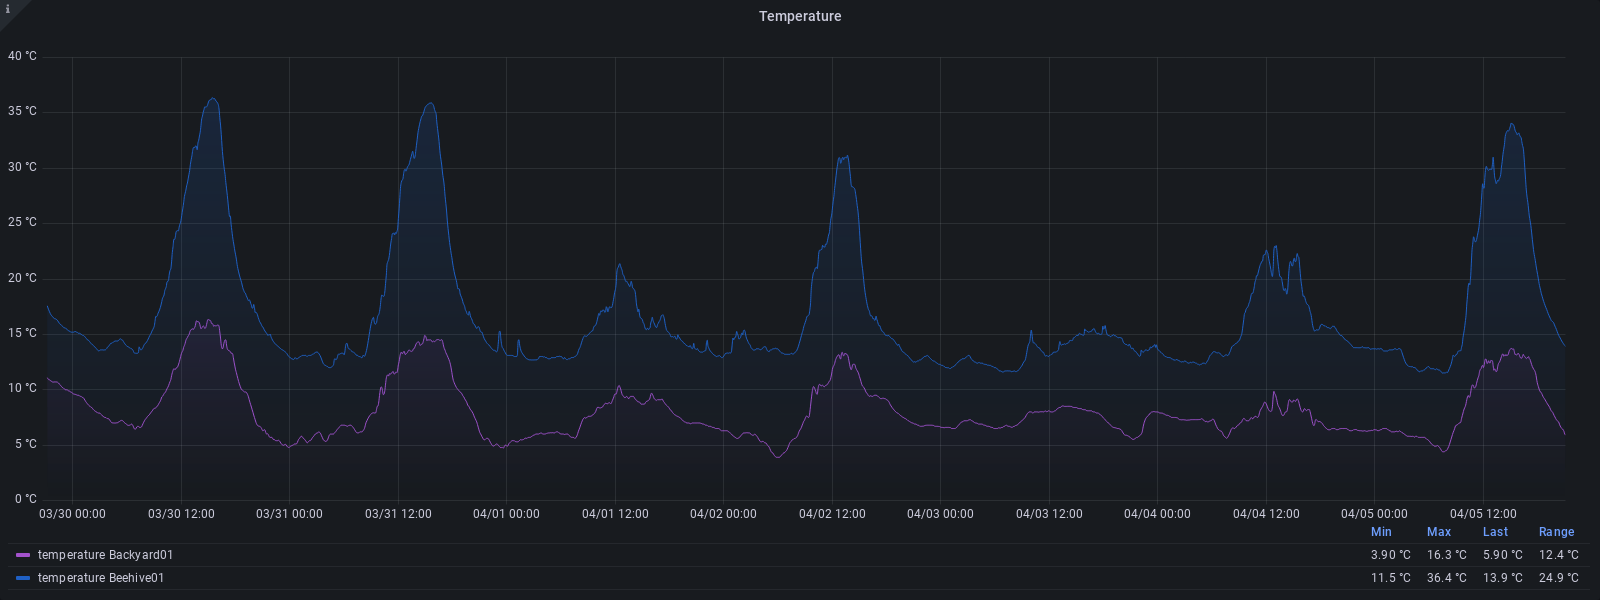 i
Temperature
40 °C
35 °C
30 °C
25 °C
20 °C
15 °C
10 °C
5 °C
0 °C
03/30 00:00 03/30 12:00 03/31 00:00 03/31 12:00 04/01 00:00 04/01 12:00 04/02 00:00 04/02 12:00 04/03 00:00 04/03 12:00 04/04 00:00 04/04 12:00 04/05 00:00 04/05 12:00
Min Max Last Range
temperature Backyard01 3.90 °C 16.3 °C 5.90 °C 12.4 °C
temperature Beehive01 11.5 °C 36.4 °C 13.9 °C 24.9 °C